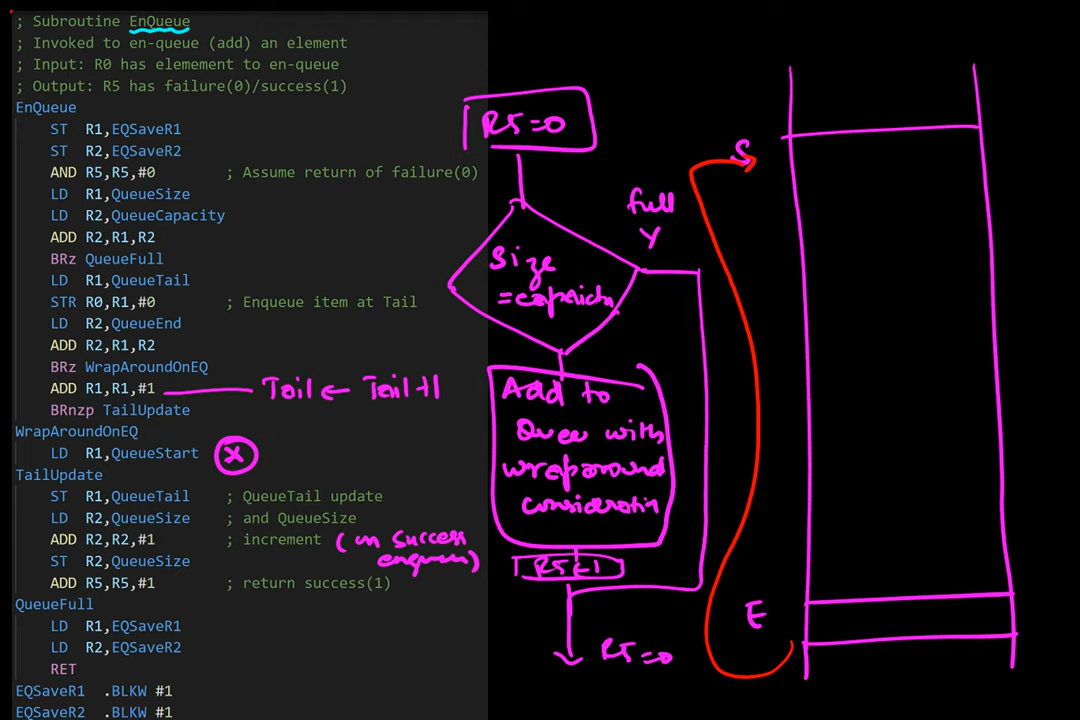 ; Subroutine EnQueue
; Invoked to en-queue (add) an element
; Input: R0 has elemement to en-queue
; Output: R5 has failure(0)/success(1)
EnQueue
ST R1,EQSaveR1
ST R2,EQSaveR2
AND R5,R5,#0 ; Assume return of failure(0)
LD R1,QueueSize
LD R2,QueueCapacity
ADD R2,R1,R2
BRz QueueFull
LD R1,QueueTail
STR R0,R1,#0 ; Enqueue item at Tail
LD R2,QueueEnd
ADD R2,R1,R2
BRz WrapAroundOnEQ
ADD R1,R1,#1
BRnzp TailUpdate
WrapAroundOnEQ
LD R1,QueueStart
TailUpdate
ST R1,QueueTail ; QueueTail update
LD R2,QueueSize ; and QueueSize
ADD R2,R2,#1 ; increment
ST R2,QueueSize
ADD R5,R5,#1 ; return success(1)
QueueFull
LD R1,EQSaveR1
LD R2,EQSaveR2
RET
EQSaveR1 .BLKW #1
EQSaveR2 .BLKW #1
Tail ← Tail+1
X
(on success
enqueue)
R5=0
Size
=capacity
full
Y
Add to
Queue with
wraparound
consideration
R5←1
R5=0
S
E